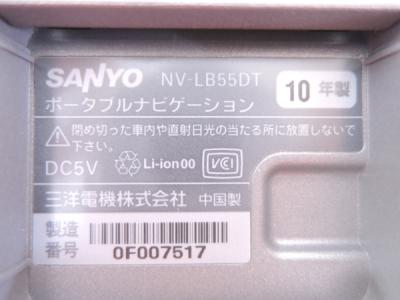 SANYO NV-LB55DT
ポータブルナビゲーション 10年製
閉め切った車内や直射日光の当たる所に放置しないで
下さい。
DC5V Li-ion00 VCI
三洋電機株式会社 中国製
製造
番号 0F007517